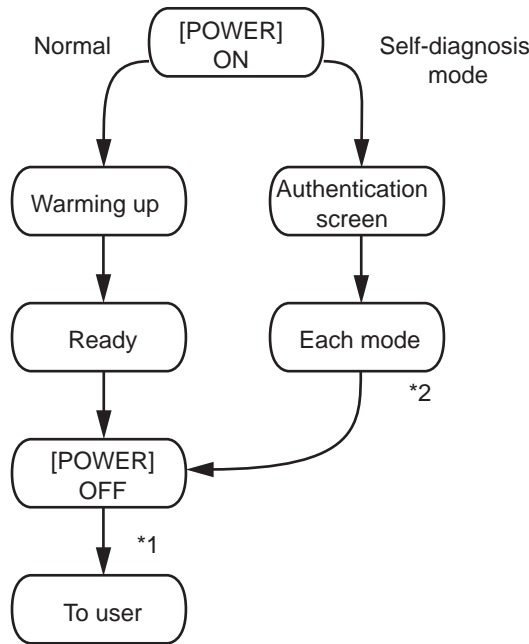 Normal
[POWER]
ON
Self-diagnosis
mode
Warming up
Authentication
screen
Ready
Each mode
*2
[POWER]
OFF
*1
To user